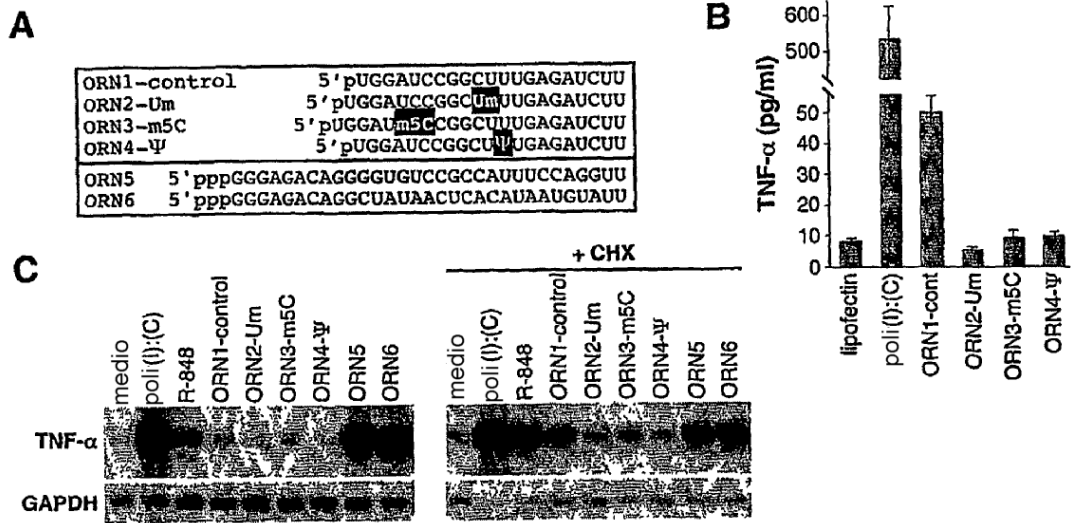 A
ORN1-control 5'pUGGAUCCGGCUUUGAGAUCUU
ORN2-Um 5'pUGGAUCCGGCUmUUGAGAUCUU
ORN3-m5C 5'pUGGAUm5CCGGCUUUGAGAUCUU
ORN4-Ψ 5'pUGGAUCCGGCUΨUGAGAUCUU
ORN5 5'pppGGGAGACAGGGGUGUCCGCCAUUUCCAGGUU
ORN6 5'pppGGGAGACAGGCUAUAACUCACAUAAUGUAUU
B
TNF-α (pg/ml)
600
500
50
40
30
20
10
0
lipofectin
poli(I):(C)
ORN1-cont
ORN2-Um
ORN3-m5C
ORN4-Ψ
C
+ CHX
medio
poli(I):(C)
R-848
ORN1-control
ORN2-Um
ORN3-m5C
ORN4-Ψ
ORN5
ORN6
medio
poli(I):(C)
R-848
ORN1-control
ORN2-Um
ORN3-m5C
ORN4-Ψ
ORN5
ORN6
TNF-α
GAPDH